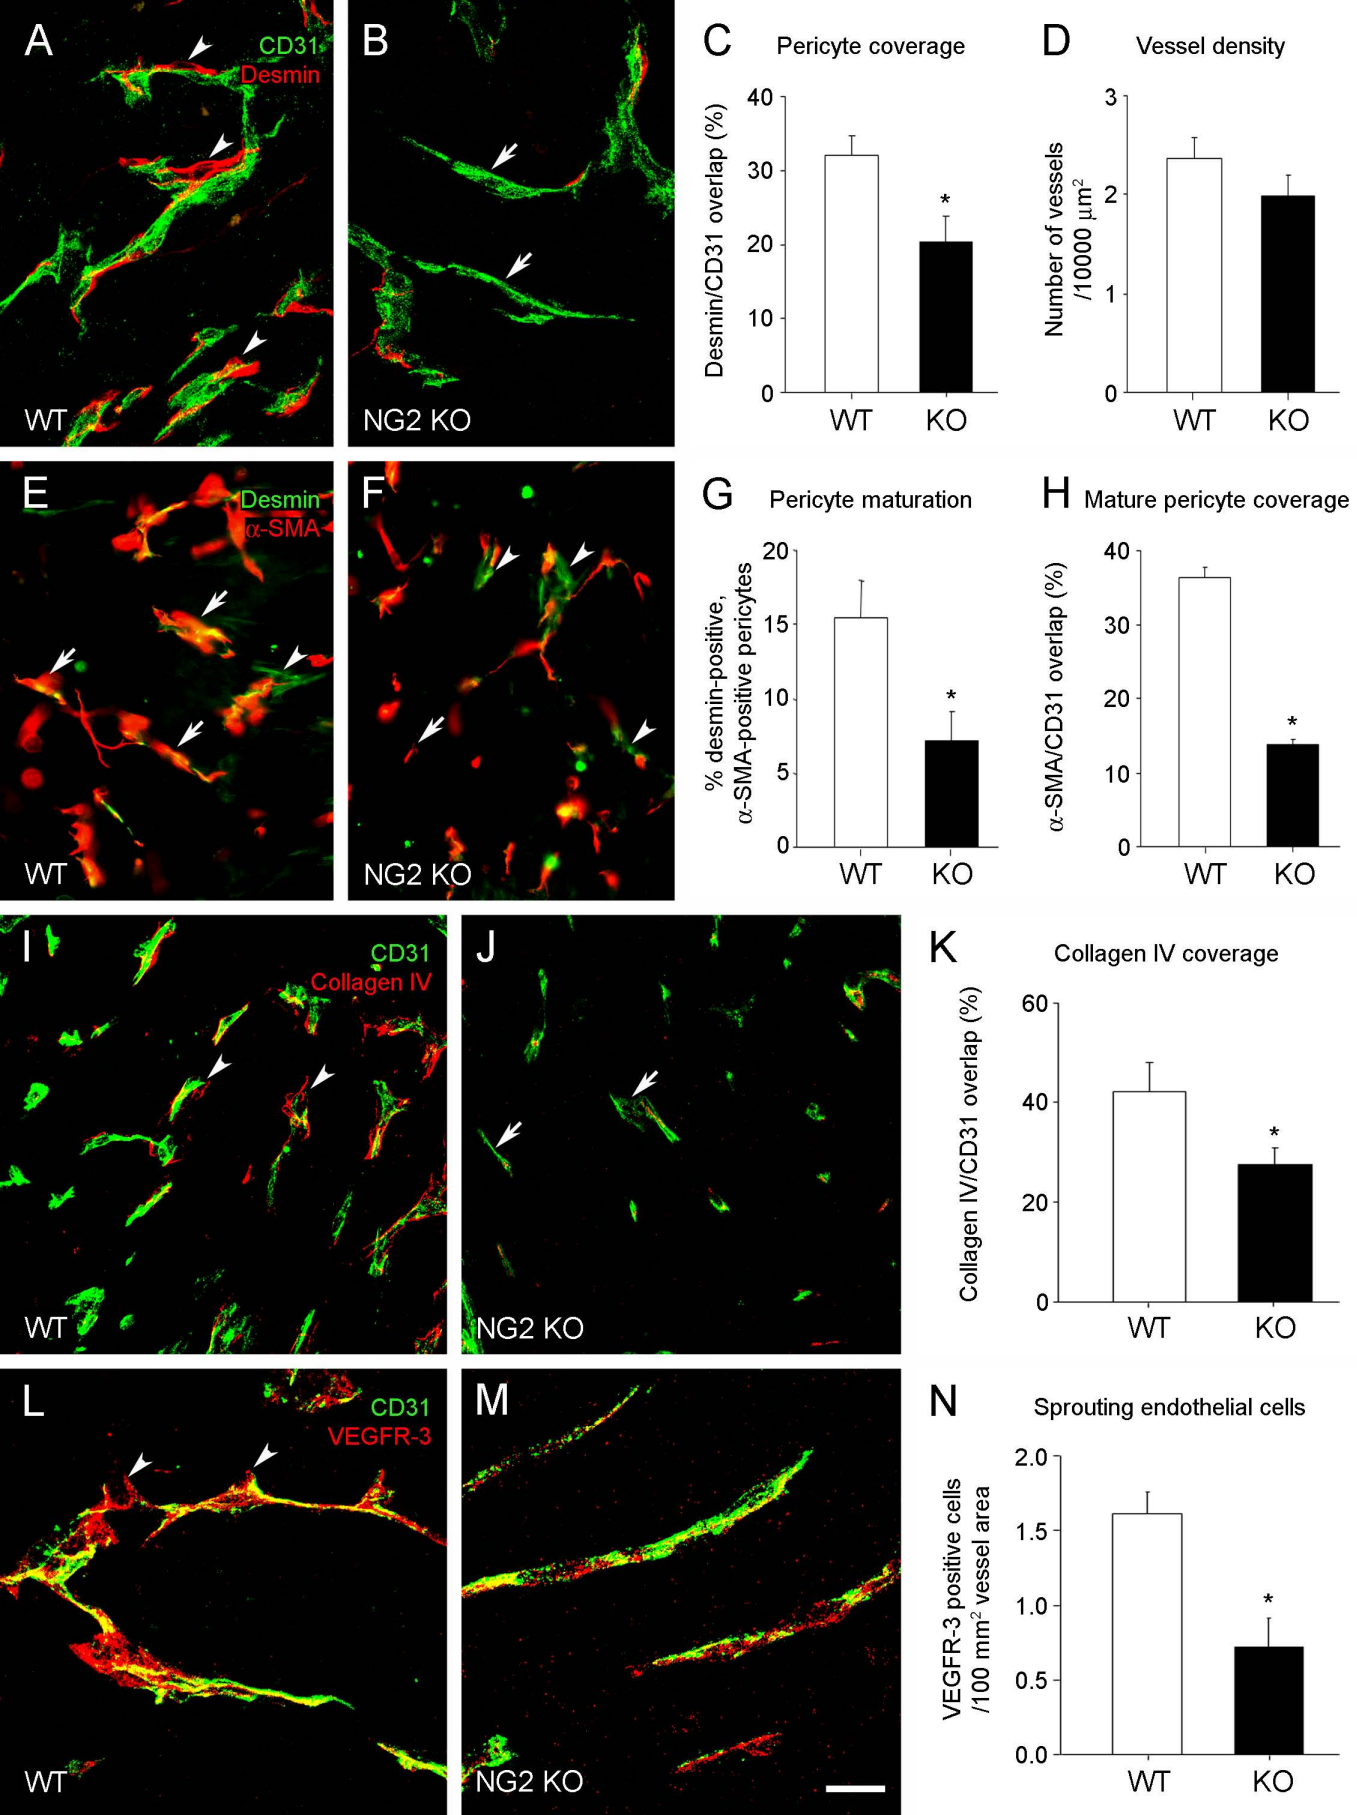 A
CD31
Desmin
WT
B
NG2 KO
C
Pericyte coverage
Desmin/CD31 overlap (%)
40
30
20
10
0
*
WT
KO
D
Vessel density
Number of vessels
/10000 μm²
3
2
1
0
WT
KO
E
Desmin
α-SMA
WT
F
NG2 KO
G
Pericyte maturation
% desmin-positive,
α-SMA-positive pericytes
20
15
10
5
0
*
WT
KO
H
Mature pericyte coverage
α-SMA/CD31 overlap (%)
40
30
20
10
0
*
WT
KO
I
CD31
Collagen IV
WT
J
NG2 KO
K
Collagen IV coverage
Collagen IV/CD31 overlap (%)
60
40
20
0
*
WT
KO
L
CD31
VEGFR-3
WT
M
NG2 KO
N
Sprouting endothelial cells
VEGFR-3 positive cells
/100 mm² vessel area
2.0
1.5
1.0
0.5
0.0
*
WT
KO